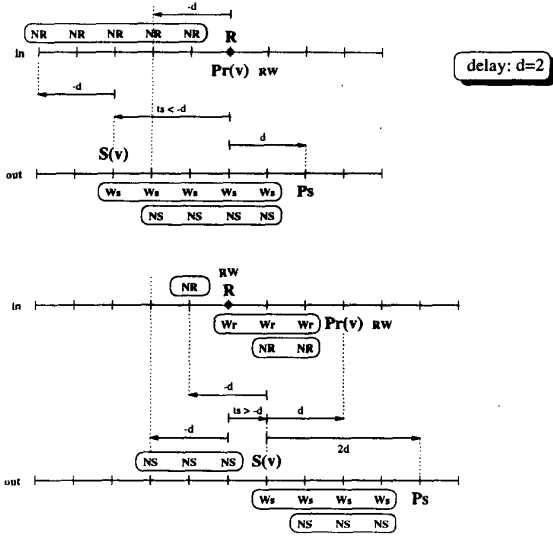 -d
NR NR NR NR NR R
in
Pr(v) RW
delay: d=2
-d
ts < -d
d
S(v)
out
Ws Ws Ws Ws Ws Ps
NS NS NS NS
RW
NR R
in
Wr Wr Wr Pr(v) RW
NR NR
-d
ts > -d d
-d
2d
NS NS NS S(v)
out
Ws Ws Ws Ws Ps
NS NS NS